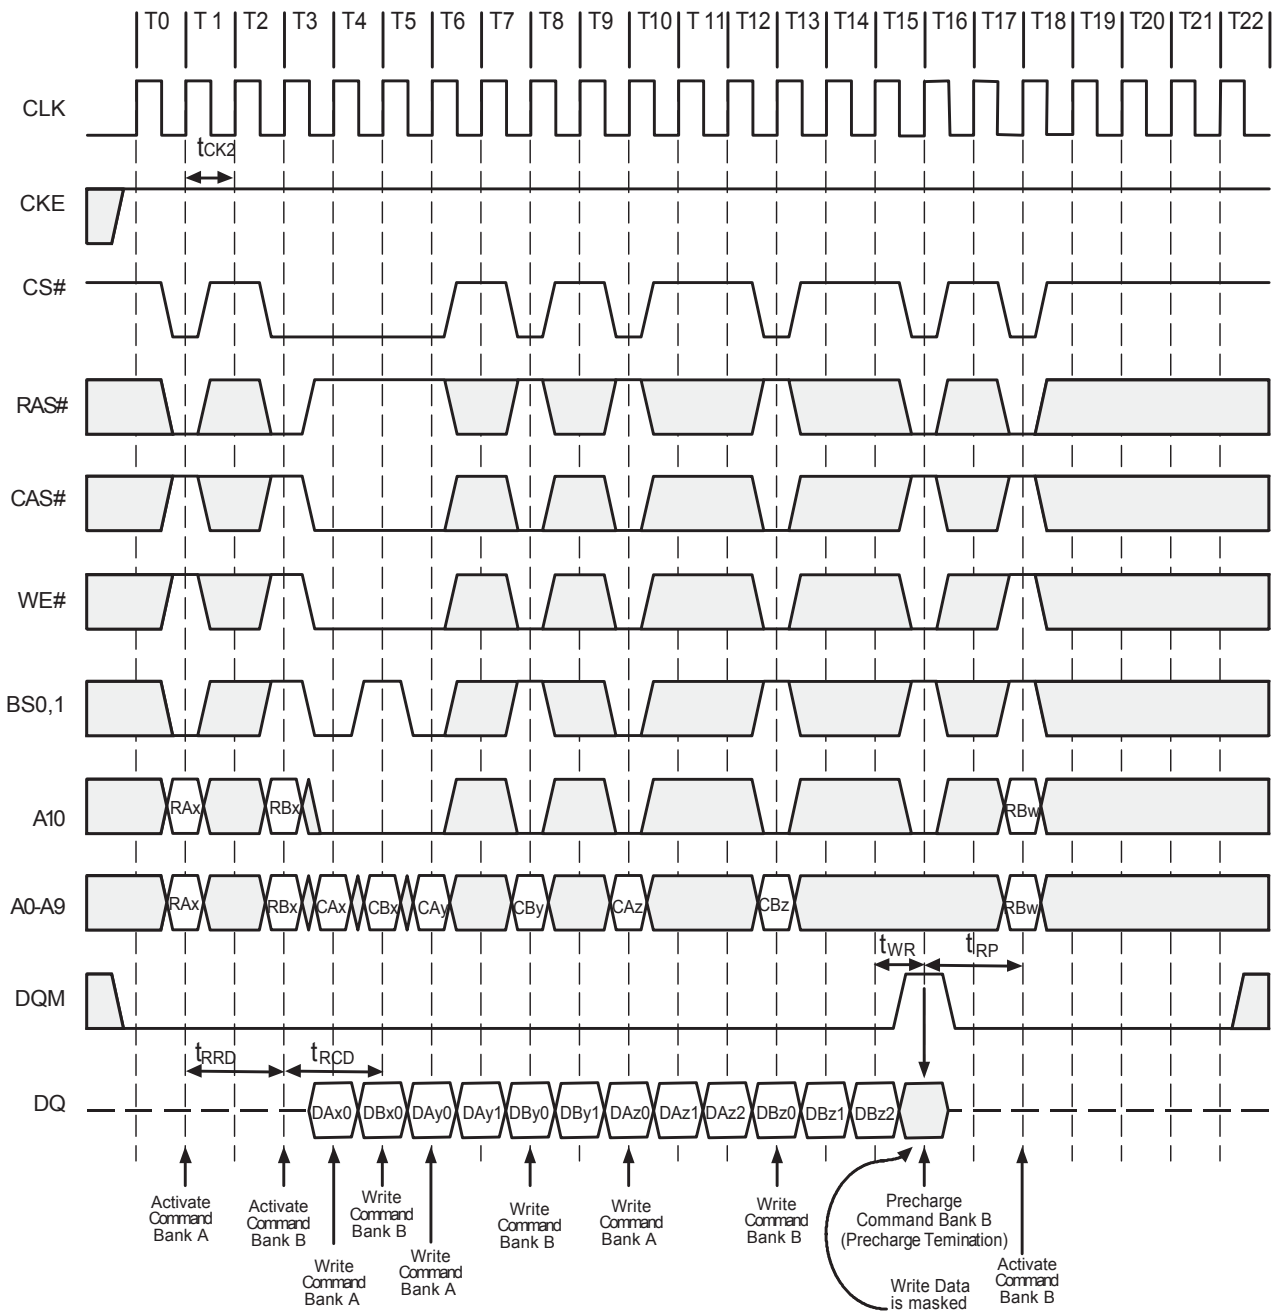 T0 T 1 T2 T3 T4 T5 T6 T7 T8 T9 T10 T 11 T12 T13 T14 T15 T16 T17 T18 T19 T20 T21 T22
CLK
tCK2
CKE
CS#
RAS#
CAS#
WE#
BS0,1
A10
RAx RBx RBw
A0-A9
RAx RBx CAx CBx CAy CBy CAz CBz RBw
tWR tRP
DQM
tRRD tRCD
DQ
DAx0 DBx0 DAy0 DAy1 DBy0 DBy1 DAz0 DAz1 DAz2 DBz0 DBz1 DBz2
Activate
Command
Bank A
Activate
Command
Bank B
Write
Command
Bank A
Write
Command
Bank B
Write
Command
Bank A
Write
Command
Bank B
Write
Command
Bank A
Write
Command
Bank B
Precharge
Command Bank B
(Precharge Temination)
Write Data
is masked
Activate
Command
Bank B